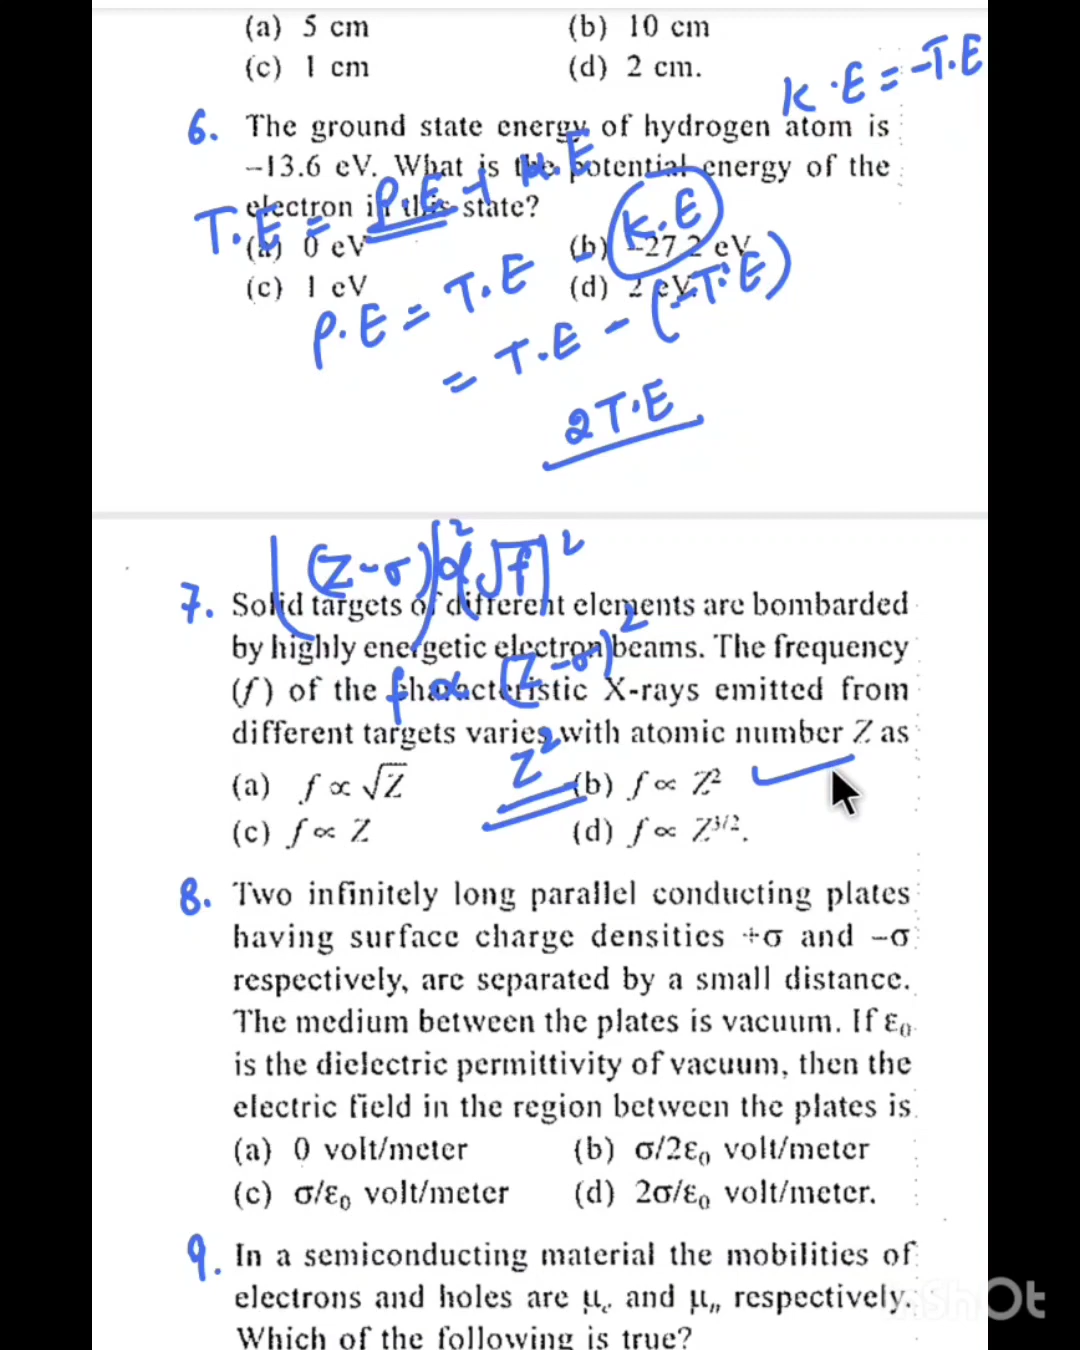 (a) 5 cm (b) 10 cm
(c) 1 cm (d) 2 cm.
K.E = -T.E
6. The ground state energy of hydrogen atom is
–13.6 eV. What is the potential energy of the
electron in this state?
T.E = P.E + K.E
(a) 0 eV (b) –27.2 eV
(c) 1 eV (d) 2 eV.
P.E = T.E - K.E
= T.E - (-T.E)
2T.E
((Z-σ))² ∝ (√f)²
7. Solid targets of different elements are bombarded
by highly energetic electron beams. The frequency
f ∝ (Z-σ)²
(f) of the characteristic X-rays emitted from
different targets varies with atomic number Z as
Z²
(a) f ∝ √Z (b) f ∝ Z²
(c) f ∝ Z (d) f ∝ Z³/².
8. Two infinitely long parallel conducting plates
having surface charge densities +σ and –σ
respectively, are separated by a small distance.
The medium between the plates is vacuum. If ε₀
is the dielectric permittivity of vacuum, then the
electric field in the region between the plates is
(a) 0 volt/meter (b) σ/2ε₀ volt/meter
(c) σ/ε₀ volt/meter (d) 2σ/ε₀ volt/meter.
9. In a semiconducting material the mobilities of
electrons and holes are μₑ and μₙ respectively.
Which of the following is true?
InShOt